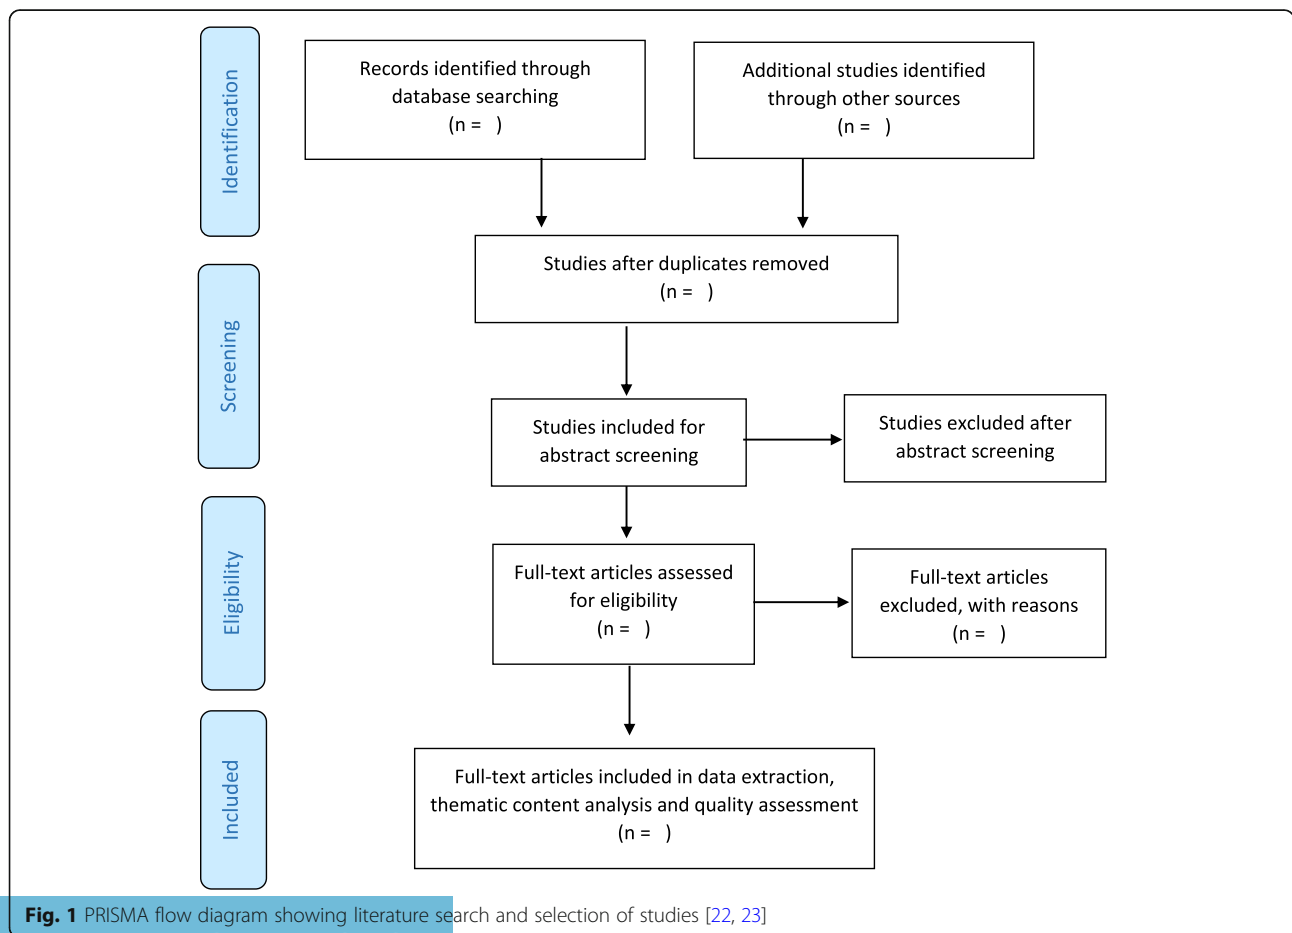 Identification
Records identified through
database searching
(n =   )
Additional studies identified
through other sources
(n =   )
Studies after duplicates removed
(n =   )
Screening
Studies included for
abstract screening
Studies excluded after
abstract screening
Eligibility
Full-text articles assessed
for eligibility
(n =   )
Full-text articles
excluded, with reasons
(n =   )
Included
Full-text articles included in data extraction,
thematic content analysis and quality assessment
(n =   )
Fig. 1 PRISMA flow diagram showing literature search and selection of studies [22, 23]